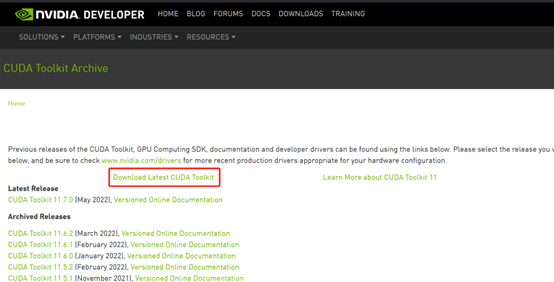 NVIDIA. DEVELOPER HOME BLOG FORUMS DOCS DOWNLOADS TRAINING
SOLUTIONS PLATFORMS INDUSTRIES RESOURCES
CUDA Toolkit Archive
Home
Previous releases of the CUDA Toolkit, GPU Computing SDK, documentation and developer drivers can be found using the links below. Please select the release you
below, and be sure to check www.nvidia.com/drivers for more recent production drivers appropriate for your hardware configuration.
Download Latest CUDA Toolkit Learn More about CUDA Toolkit 11
Latest Release
CUDA Toolkit 11.7.0 (May 2022), Versioned Online Documentation
Archived Releases
CUDA Toolkit 11.6.2 (March 2022), Versioned Online Documentation
CUDA Toolkit 11.6.1 (February 2022), Versioned Online Documentation
CUDA Toolkit 11.6.0 (January 2022), Versioned Online Documentation
CUDA Toolkit 11.5.2 (February 2022), Versioned Online Documentation
CUDA Toolkit 11.5.1 (November 2021), Versioned Online Documentation